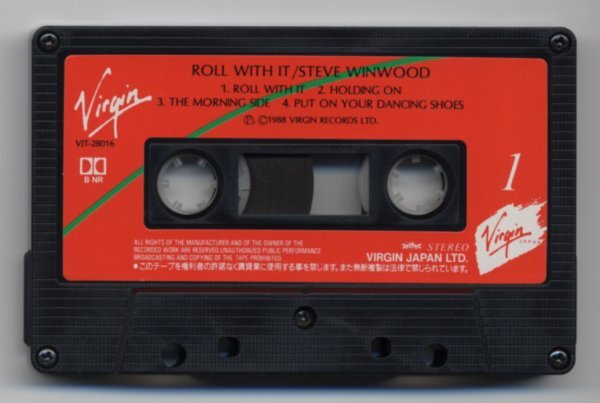 ROLL WITH IT/STEVE WINWOOD
1. ROLL WITH IT 2. HOLDING ON
3. THE MORNING SIDE 4. PUT ON YOUR DANCING SHOES
Ⓟ, ©1988 VIRGIN RECORDS LTD.
Virgin
VJT-28016
B NR
1
ALL RIGHTS OF THE MANUFACTURER AND OF THE OWNER OF THE
RECORDED WORK ARE RESERVED.UNAUTHORIZED PUBLIC PERFORMANCE
BROADCASTING AND COPYING OF THE TAPE PROHIBITED
STEREO
VIRGIN JAPAN LTD.
●このテープを権利者の許諾なく賃貸業に使用する事を禁じます。また無断複製は法律で禁じられています。
Virgin
JAPAN